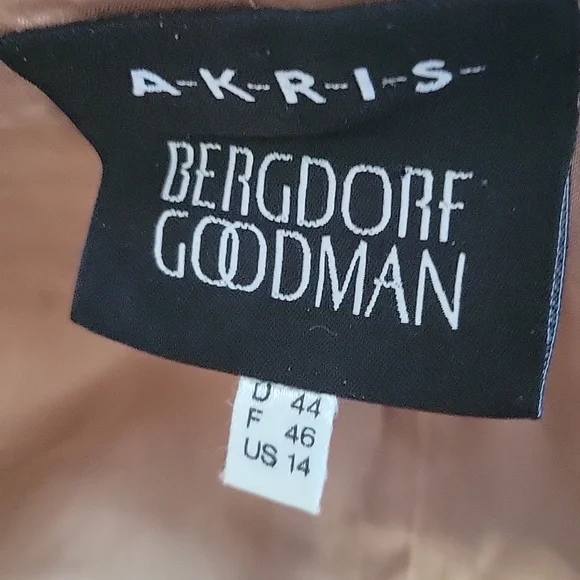 A-K-R-I-S-
BERGDORF
GOODMAN
D 44
F 46
US 14